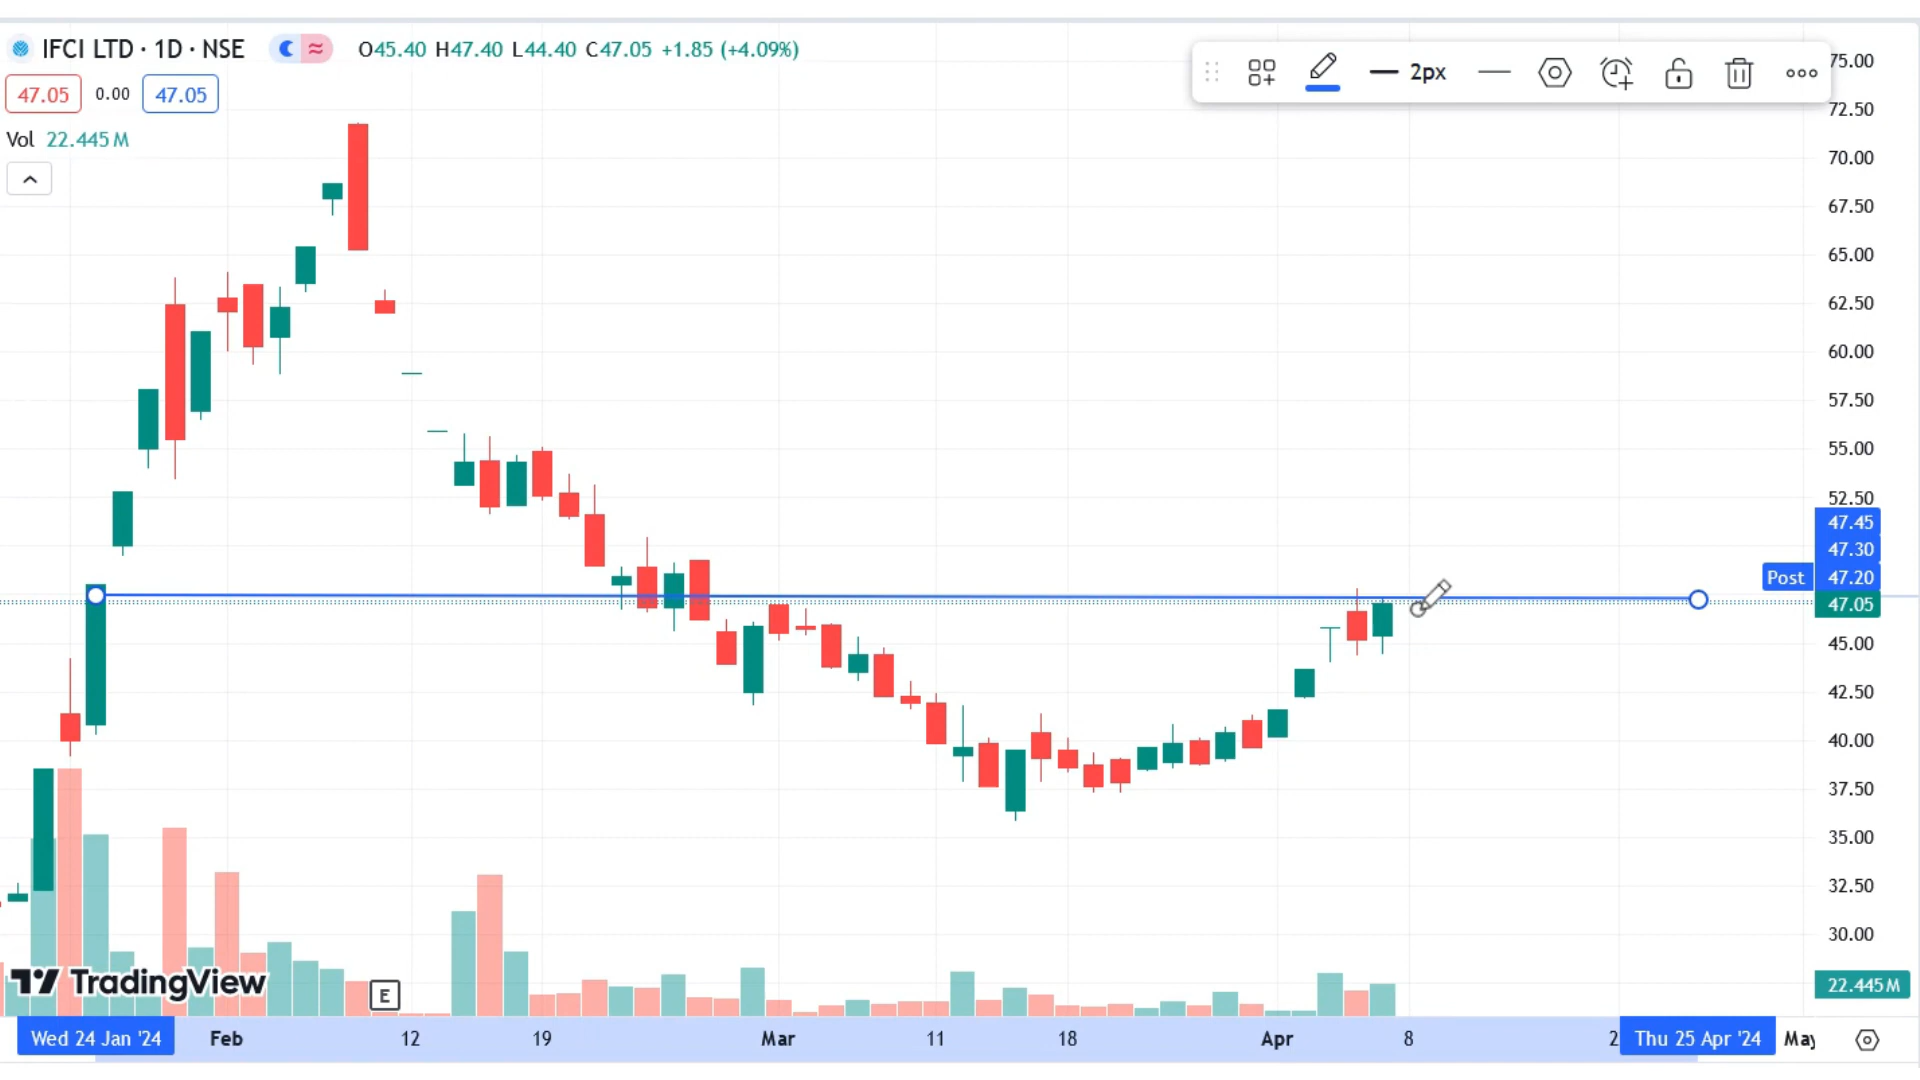 IFCI LTD · 1D · NSE O45.40 H47.40 L44.40 C47.05 +1.85 (+4.09%)
2px
47.05 0.00 47.05
Vol 22.445 M
75.00
72.50
70.00
67.50
65.00
62.50
60.00
57.50
55.00
52.50
47.45
47.30
Post 47.20
47.05
45.00
42.50
40.00
37.50
35.00
32.50
30.00
22.445 M
TradingView
E
Wed 24 Jan '24 Feb 12 19 Mar 11 18 Apr 8 2 Thu 25 Apr '24 May